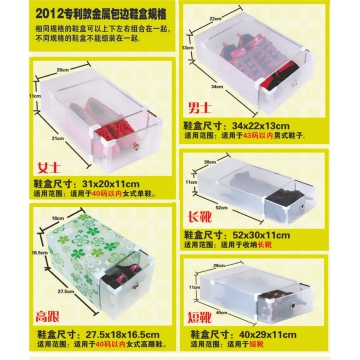 2012专利款金属包边鞋盒规格
相同规格的鞋盒可以上下左右组合在一起，
不同规格的鞋盒不能组装在一起.
20cm
11cm
31cm
女士
鞋盒尺寸: 31x20x11cm
适用范围: 适用于40码以内女式单鞋。
22cm
13cm
34cm
男士
34x22x13cm
适用范围: 适用于43码以内男式鞋子.
30cm
11cm
52cm
长靴
鞋盒尺寸: 52x30x11cm
适用范围: 适用于收纳长靴
18cm
16.5cm
27.5cm
高跟
鞋盒尺寸: 27.5x18x16.5cm
适用范围: 适用于40码以内女式高跟鞋.
29cm
11cm
40cm
短靴
鞋盒尺寸: 40x29x11cm
适用范围: 适用于短靴